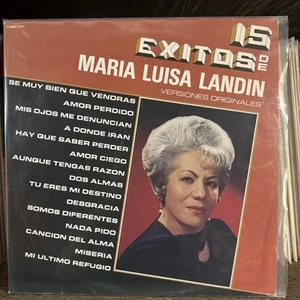 15
EXITOS DE
MARIA LUISA LANDIN
VERSIONES ORIGINALES
SE MUY BIEN QUE VENDRAS
AMOR PERDIDO
MIS OJOS ME DENUNCIAN
A DONDE IRAN
HAY QUE SABER PERDER
AMOR CIEGO
AUNQUE TENGAS RAZON
DOS ALMAS
TU ERES MI DESTINO
DESGRACIA
SOMOS DIFERENTES
NADA PIDO
CANCION DEL ALMA
MISERIA
MI ULTIMO REFUGIO